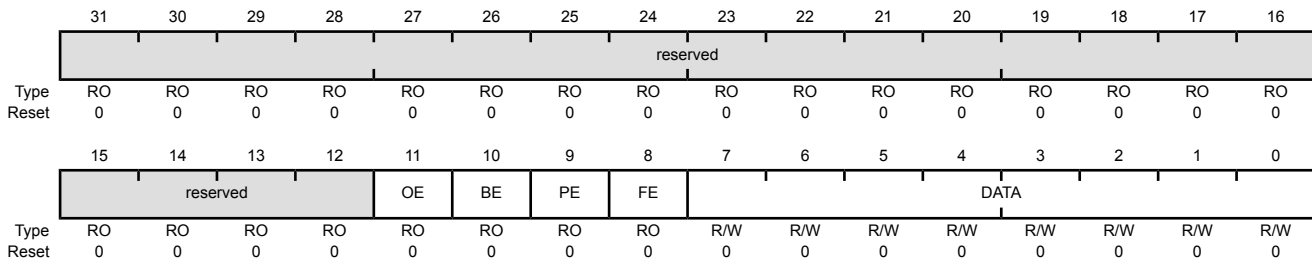 31 30 29 28 27 26 25 24 23 22 21 20 19 18 17 16
reserved
Type RO RO RO RO RO RO RO RO RO RO RO RO RO RO RO RO
Reset 0 0 0 0 0 0 0 0 0 0 0 0 0 0 0 0
15 14 13 12 11 10 9 8 7 6 5 4 3 2 1 0
reserved OE BE PE FE DATA
Type RO RO RO RO RO RO RO RO R/W R/W R/W R/W R/W R/W R/W R/W
Reset 0 0 0 0 0 0 0 0 0 0 0 0 0 0 0 0